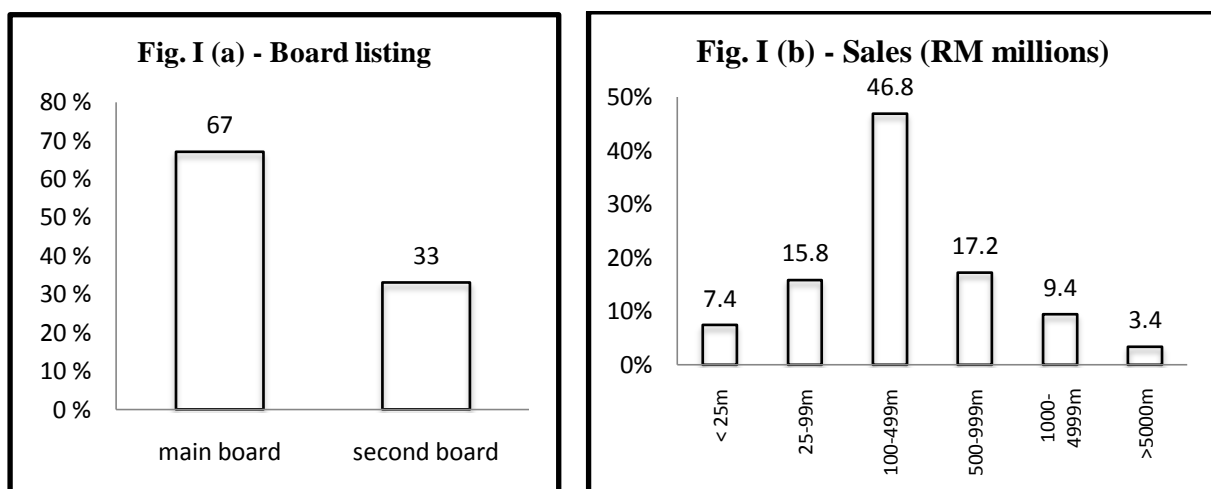 Fig. I (a) - Board listing
80 %
70 %
60 %
50 %
40 %
30 %
20 %
10 %
0 %
67
33
main board
second board
Fig. I (b) - Sales (RM millions)
50%
40%
30%
20%
10%
0%
7.4
15.8
46.8
17.2
9.4
3.4
< 25m
25-99m
100-499m
500-999m
1000-
4999m
>5000m